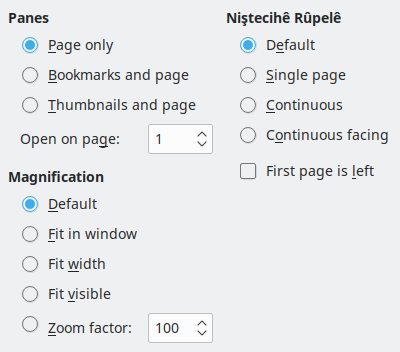 Panes
Page only
Bookmarks and page
Thumbnails and page
Open on page: 1
Magnification
Default
Fit in window
Fit width
Fit visible
Zoom factor: 100
Niştecihê Rûpelê
Default
Single page
Continuous
Continuous facing
First page is left